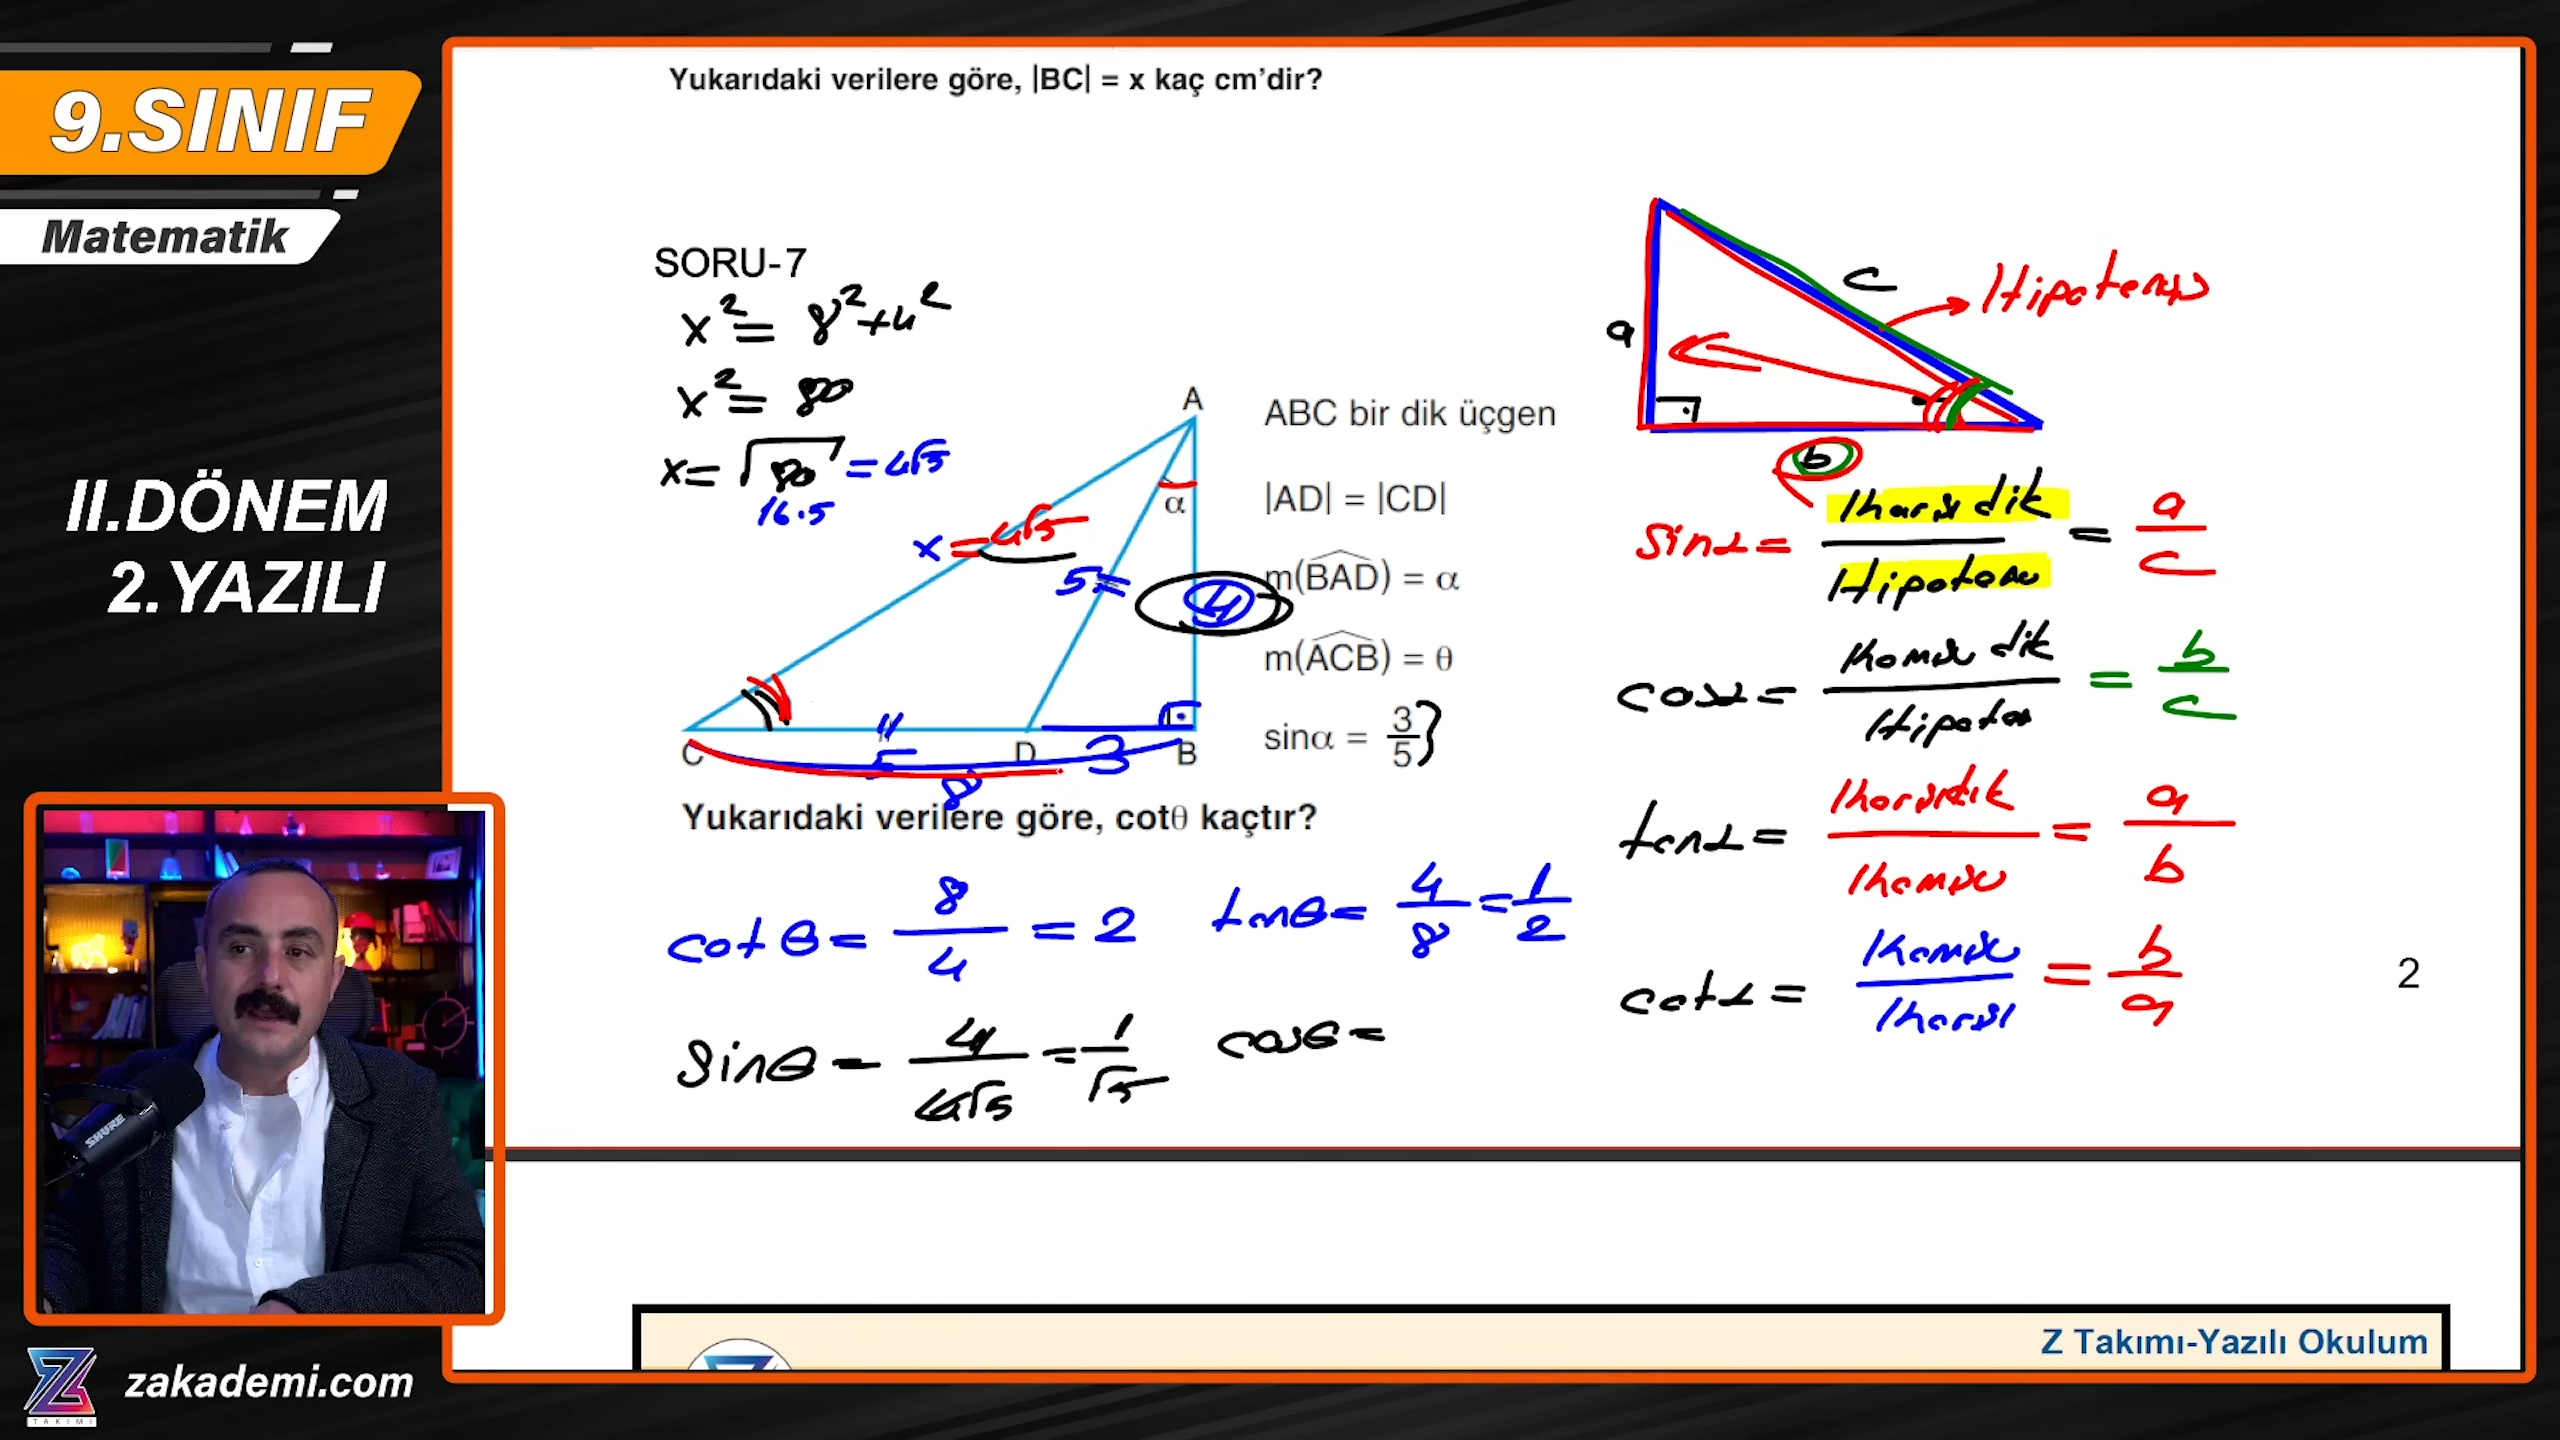 9.SINIF
Matematik
II.DÖNEM
2.YAZILI
zakademi.com
TAKIMI
SHURE
Yukarıdaki verilere göre, |BC| = x kaç cm'dir?
SORU-7
x² = 8²+4²
x² = 80
x = √80 = 4√5
16.5
A
α
x = 4√5
5=
4
C
D
B
5
3
8
ABC bir dik üçgen
|AD| = |CD|
m(BAD) = α
m(ACB) = θ
sinα = 3/5
Yukarıdaki verilere göre, cotθ kaçtır?
cotθ = 8/4 = 2
tanθ = 4/8 = 1/2
sinθ = 4/4√5 = 1/√5
cosθ =
a
c
Hipotenüs
b
sinα = Karşı dik / Hipotenüs = a/c
cosα = Komşu dik / Hipoten = b/c
tanα = Karşıdik / Komşu = a/b
cotα = Komşu / Karşı = b/a
2
Z Takımı-Yazılı Okulum